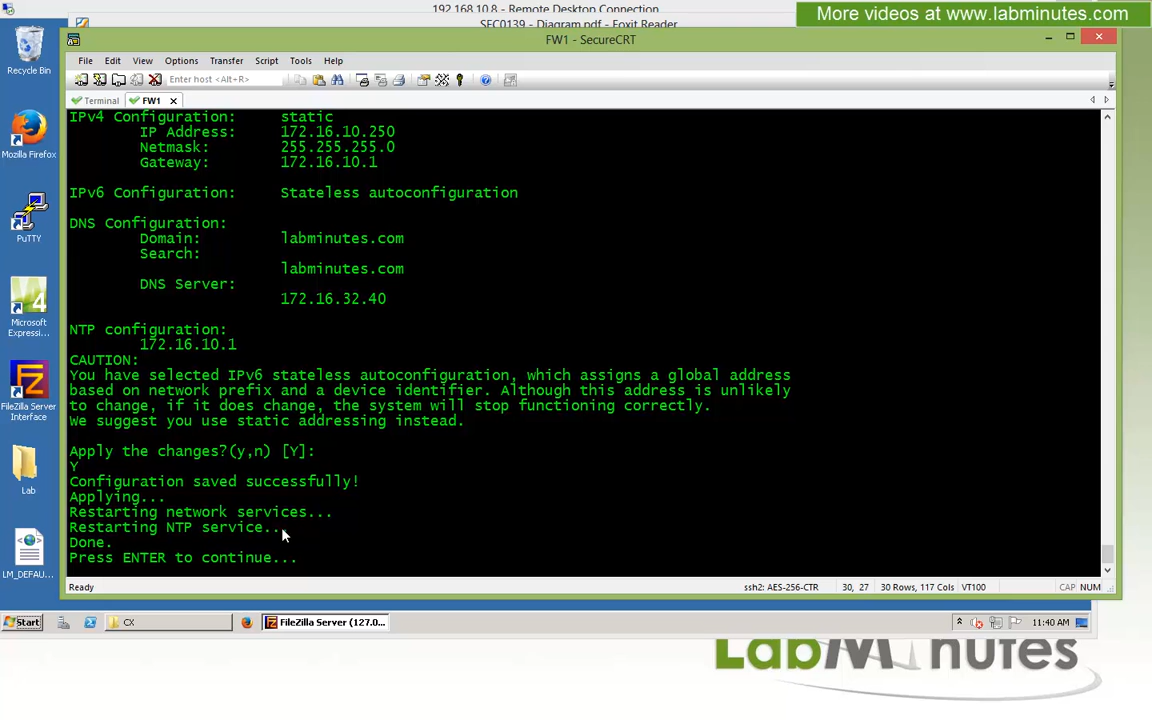 192.168.10.8 - Remote Desktop Connection
More videos at www.labminutes.com
SEC0139 - Diagram.pdf - Foxit Reader
FW1 - SecureCRT
File Edit View Options Transfer Script Tools Help
Enter host <Alt+R>
Terminal FW1
IPv4 Configuration: static
IP Address: 172.16.10.250
Netmask: 255.255.255.0
Gateway: 172.16.10.1
IPv6 Configuration: Stateless autoconfiguration
DNS Configuration:
Domain: labminutes.com
Search:
labminutes.com
DNS Server:
172.16.32.40
NTP configuration:
172.16.10.1
CAUTION:
You have selected IPv6 stateless autoconfiguration, which assigns a global address
based on network prefix and a device identifier. Although this address is unlikely
to change, if it does change, the system will stop functioning correctly.
We suggest you use static addressing instead.
Apply the changes?(y,n) [Y]:
Y
Configuration saved successfully!
Applying...
Restarting network services...
Restarting NTP service...
Done.
Press ENTER to continue...
Ready ssh2: AES-256-CTR 30, 27 30 Rows, 117 Cols VT100 CAP NUM
Recycle Bin
Mozilla Firefox
PuTTY
Microsoft
Expressi...
FileZilla Server
Interface
Lab
LM_DEFAU...
Start CX FileZilla Server (127.0... 11:40 AM
LabMinutes